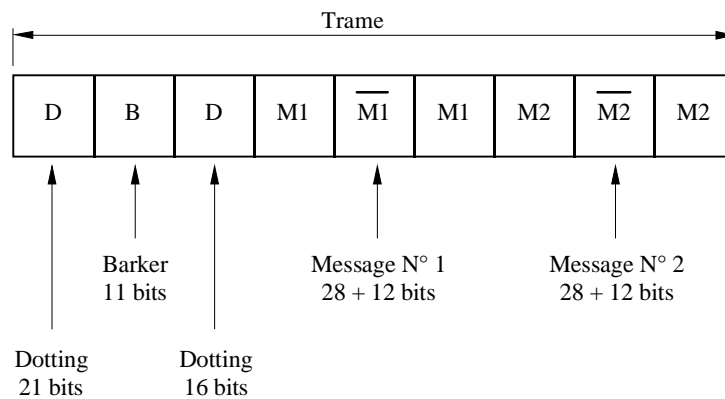 Trame
D B D M1 M1 M1 M2 M2 M2
Barker
11 bits
Message N° 1
28 + 12 bits
Message N° 2
28 + 12 bits
Dotting
21 bits
Dotting
16 bits